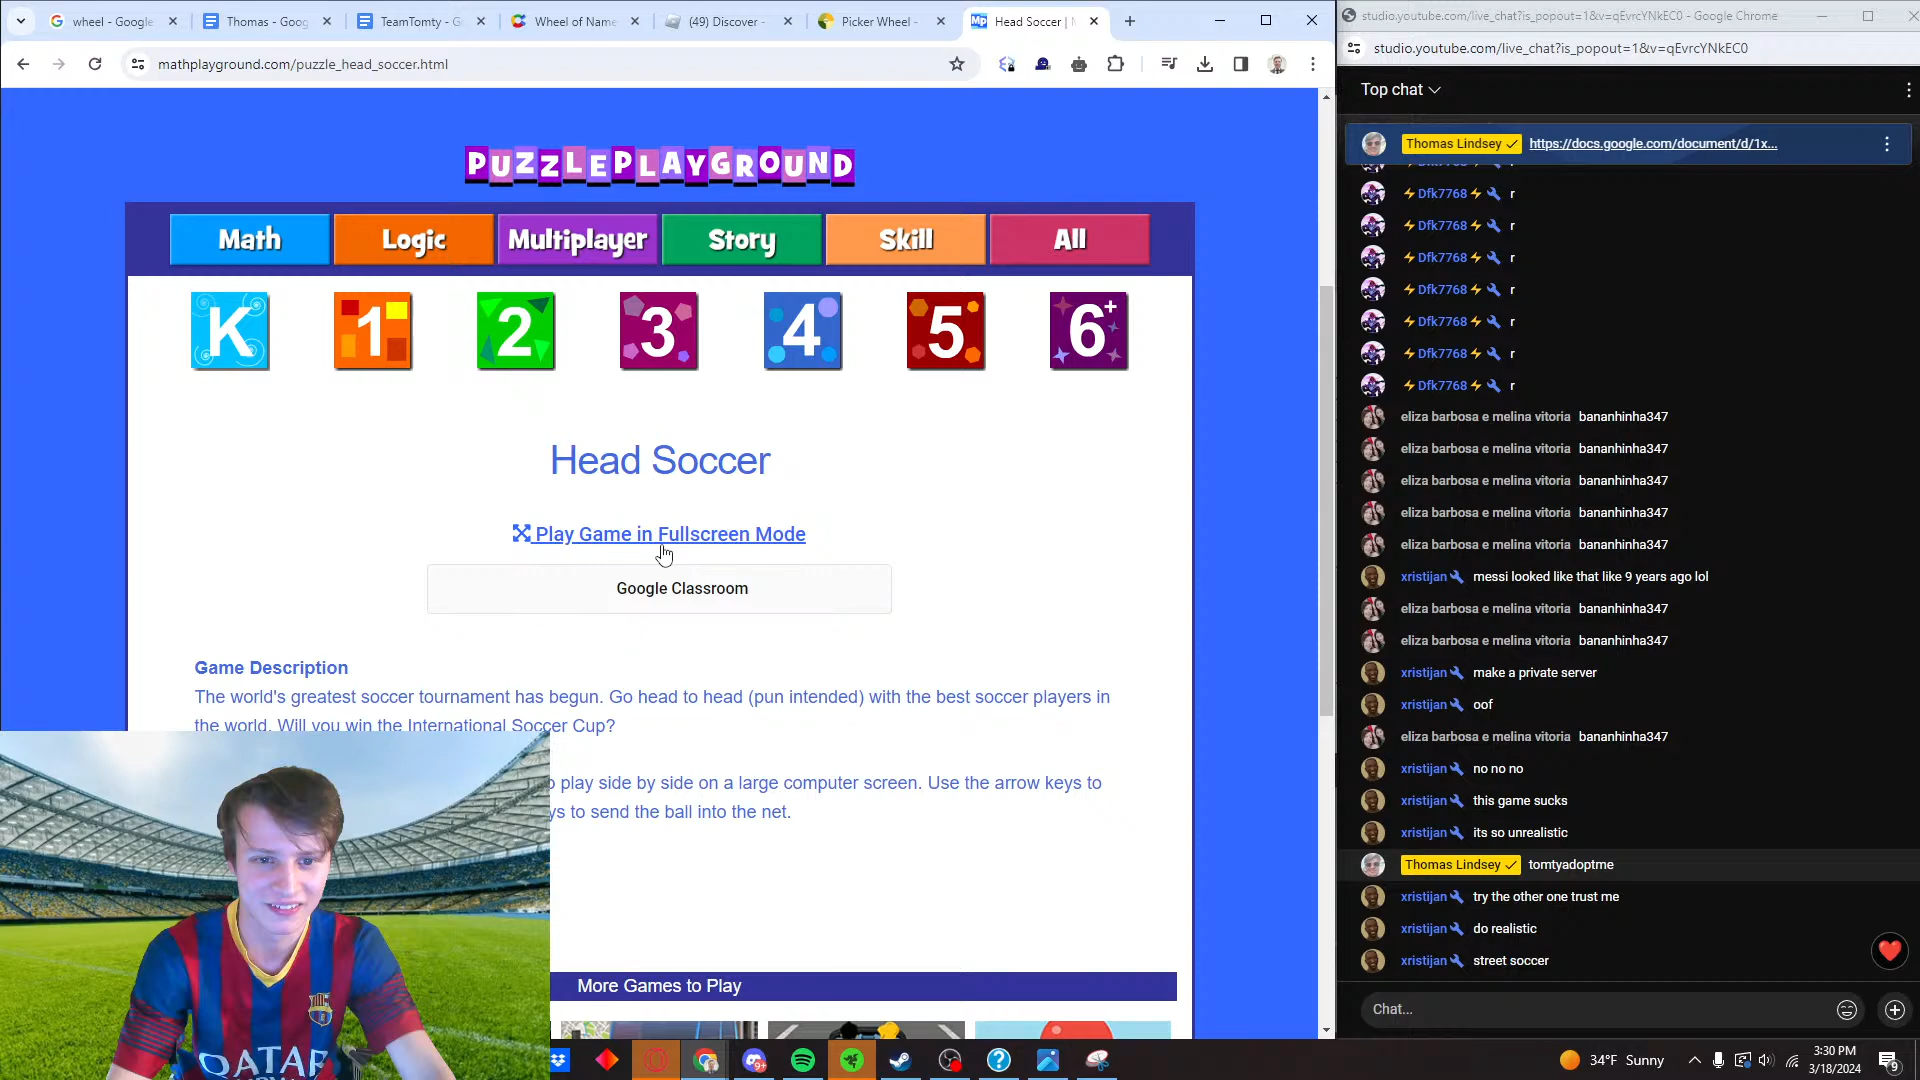 wheel - Google
Thomas - Goog
TeamTomty - G
Wheel of Name
(49) Discover -
Picker Wheel -
Mp Head Soccer | M
mathplayground.com/puzzle_head_soccer.html
PUZZLEPLAYGROUND
Math
Logic
Multiplayer
Story
Skill
All
K
1
2
3
4
5
6+
Head Soccer
Play Game in Fullscreen Mode
Google Classroom
Game Description
The world's greatest soccer tournament has begun. Go head to head (pun intended) with the best soccer players in
the world. Will you win the International Soccer Cup?
play side by side on a large computer screen. Use the arrow keys to
ys to send the ball into the net.
More Games to Play
QATAR
studio.youtube.com/live_chat?is_popout=1&v=qEvrcYNkEC0 - Google Chrome
studio.youtube.com/live_chat?is_popout=1&v=qEvrcYNkEC0
Top chat
Thomas Lindsey https://docs.google.com/document/d/1x...
⚡Dfk7768⚡ r
⚡Dfk7768⚡ r
⚡Dfk7768⚡ r
⚡Dfk7768⚡ r
⚡Dfk7768⚡ r
⚡Dfk7768⚡ r
⚡Dfk7768⚡ r
eliza barbosa e melina vitoria bananhinha347
eliza barbosa e melina vitoria bananhinha347
eliza barbosa e melina vitoria bananhinha347
eliza barbosa e melina vitoria bananhinha347
eliza barbosa e melina vitoria bananhinha347
xristijan messi looked like that like 9 years ago lol
eliza barbosa e melina vitoria bananhinha347
eliza barbosa e melina vitoria bananhinha347
xristijan make a private server
xristijan oof
eliza barbosa e melina vitoria bananhinha347
xristijan no no no
xristijan this game sucks
xristijan its so unrealistic
Thomas Lindsey tomtyadoptme
xristijan try the other one trust me
xristijan do realistic
xristijan street soccer
Chat...
9+
34°F Sunny
3:30 PM
3/18/2024
9